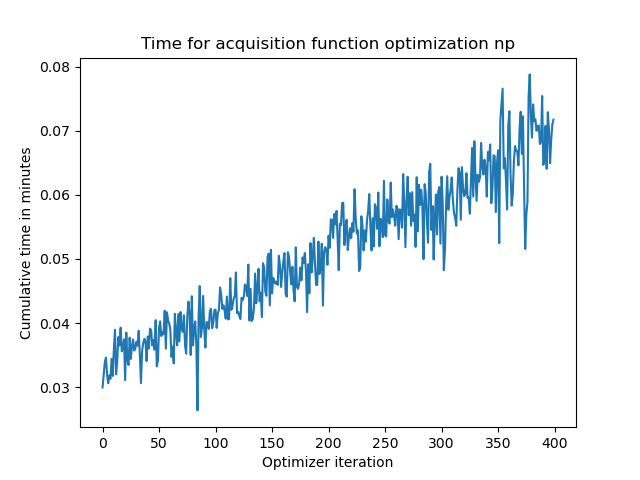 Time for acquisition function optimization np
0.08
0.07
0.06
0.05
0.04
0.03
Cumulative time in minutes
0 50 100 150 200 250 300 350 400
Optimizer iteration